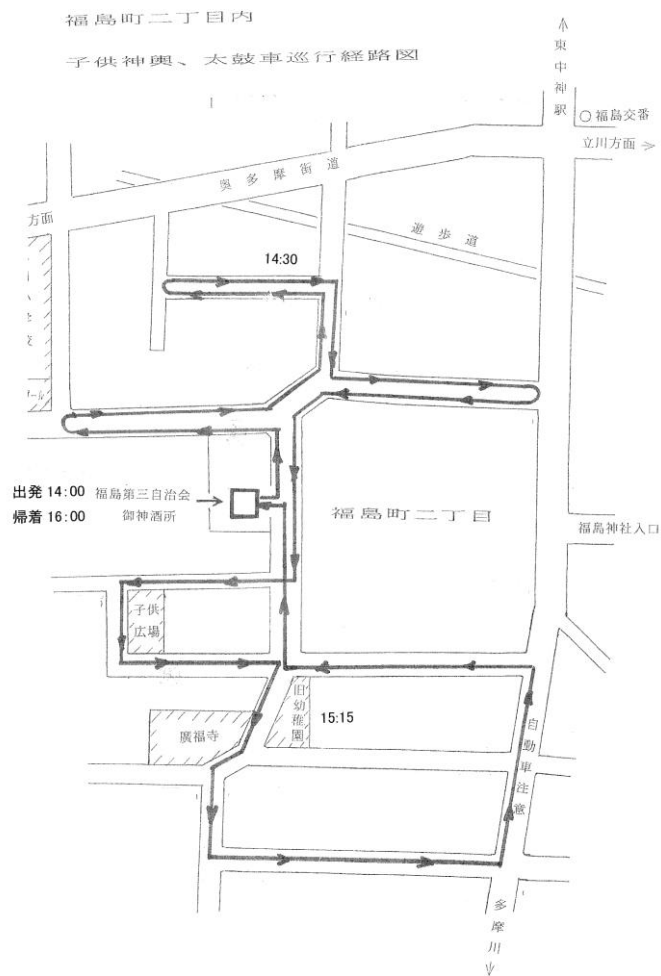 福島町二丁目内
子供神輿、太鼓車巡行経路図
東中神駅
福島交番
立川方面
奥多摩街道
方面
遊歩道
14:30
出発 14:00
帰着 16:00
福島第三自治会
御神酒所
福島町二丁目
福島神社入口
子供
広場
旧幼稚園
15:15
廣福寺
自動車注意
多摩川